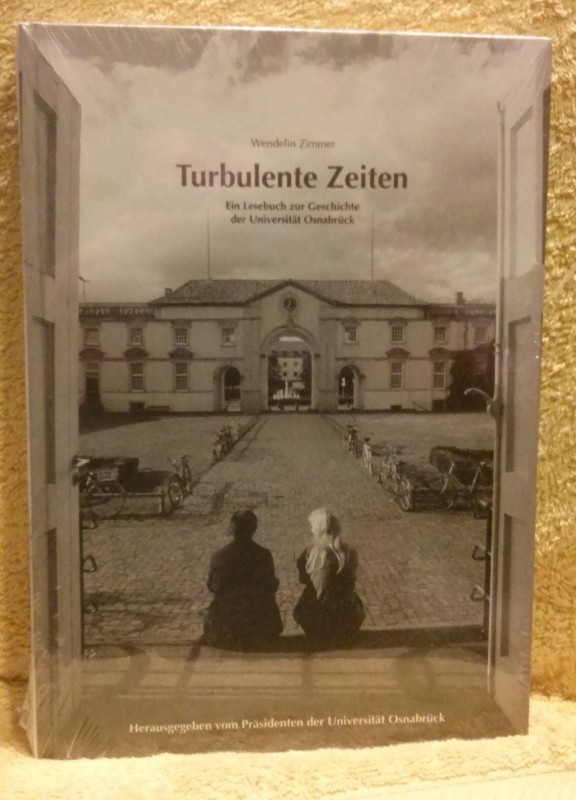 Wendelin Zimmer
Turbulente Zeiten
Ein Lesebuch zur Geschichte
der Universität Osnabrück
Herausgegeben vom Präsidenten der Universität Osnabrück